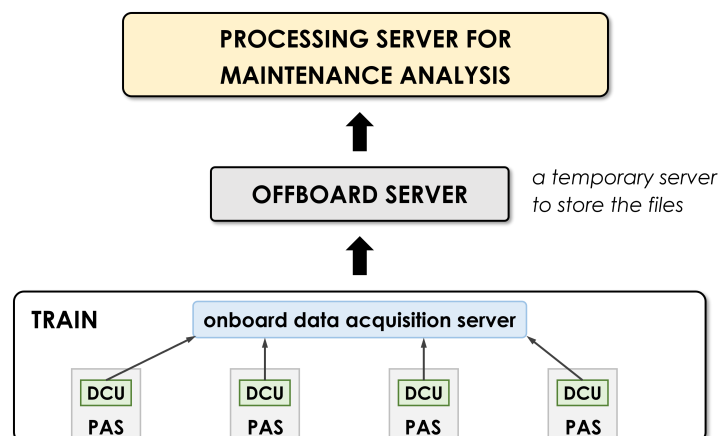 PROCESSING SERVER FOR
MAINTENANCE ANALYSIS
OFFBOARD SERVER
a temporary server
to store the files
TRAIN
onboard data acquisition server
DCU
DCU
DCU
DCU
PAS
PAS
PAS
PAS